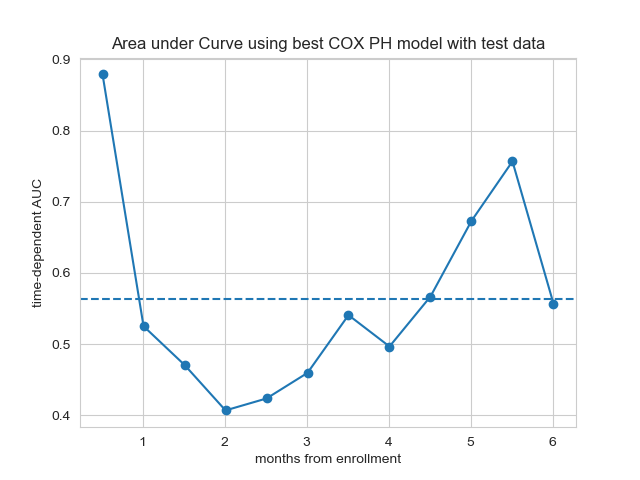 Area under Curve using best COX PH model with test data
time-dependent AUC
0.9
0.8
0.7
0.6
0.5
0.4
1 2 3 4 5 6
months from enrollment